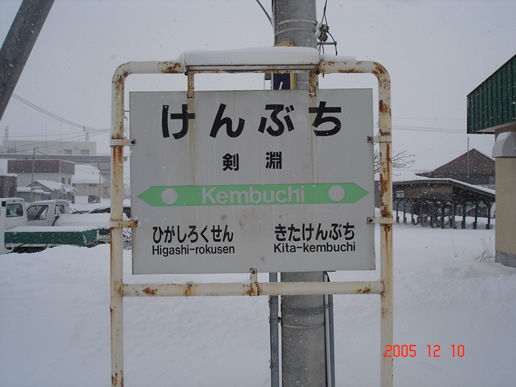 けんぶち
剣淵
Kembuchi
ひがしろくせん
Higashi-rokusen
きたけんぶち
Kita-kembuchi
2005 12 10